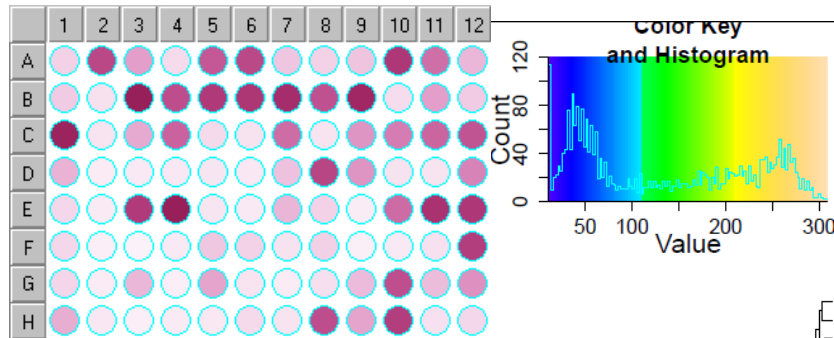 1 2 3 4 5 6 7 8 9 10 11 12
A
B
C
D
E
F
G
H
Color Key
and Histogram
Count
0 40 80 120
50 100 200 300
Value